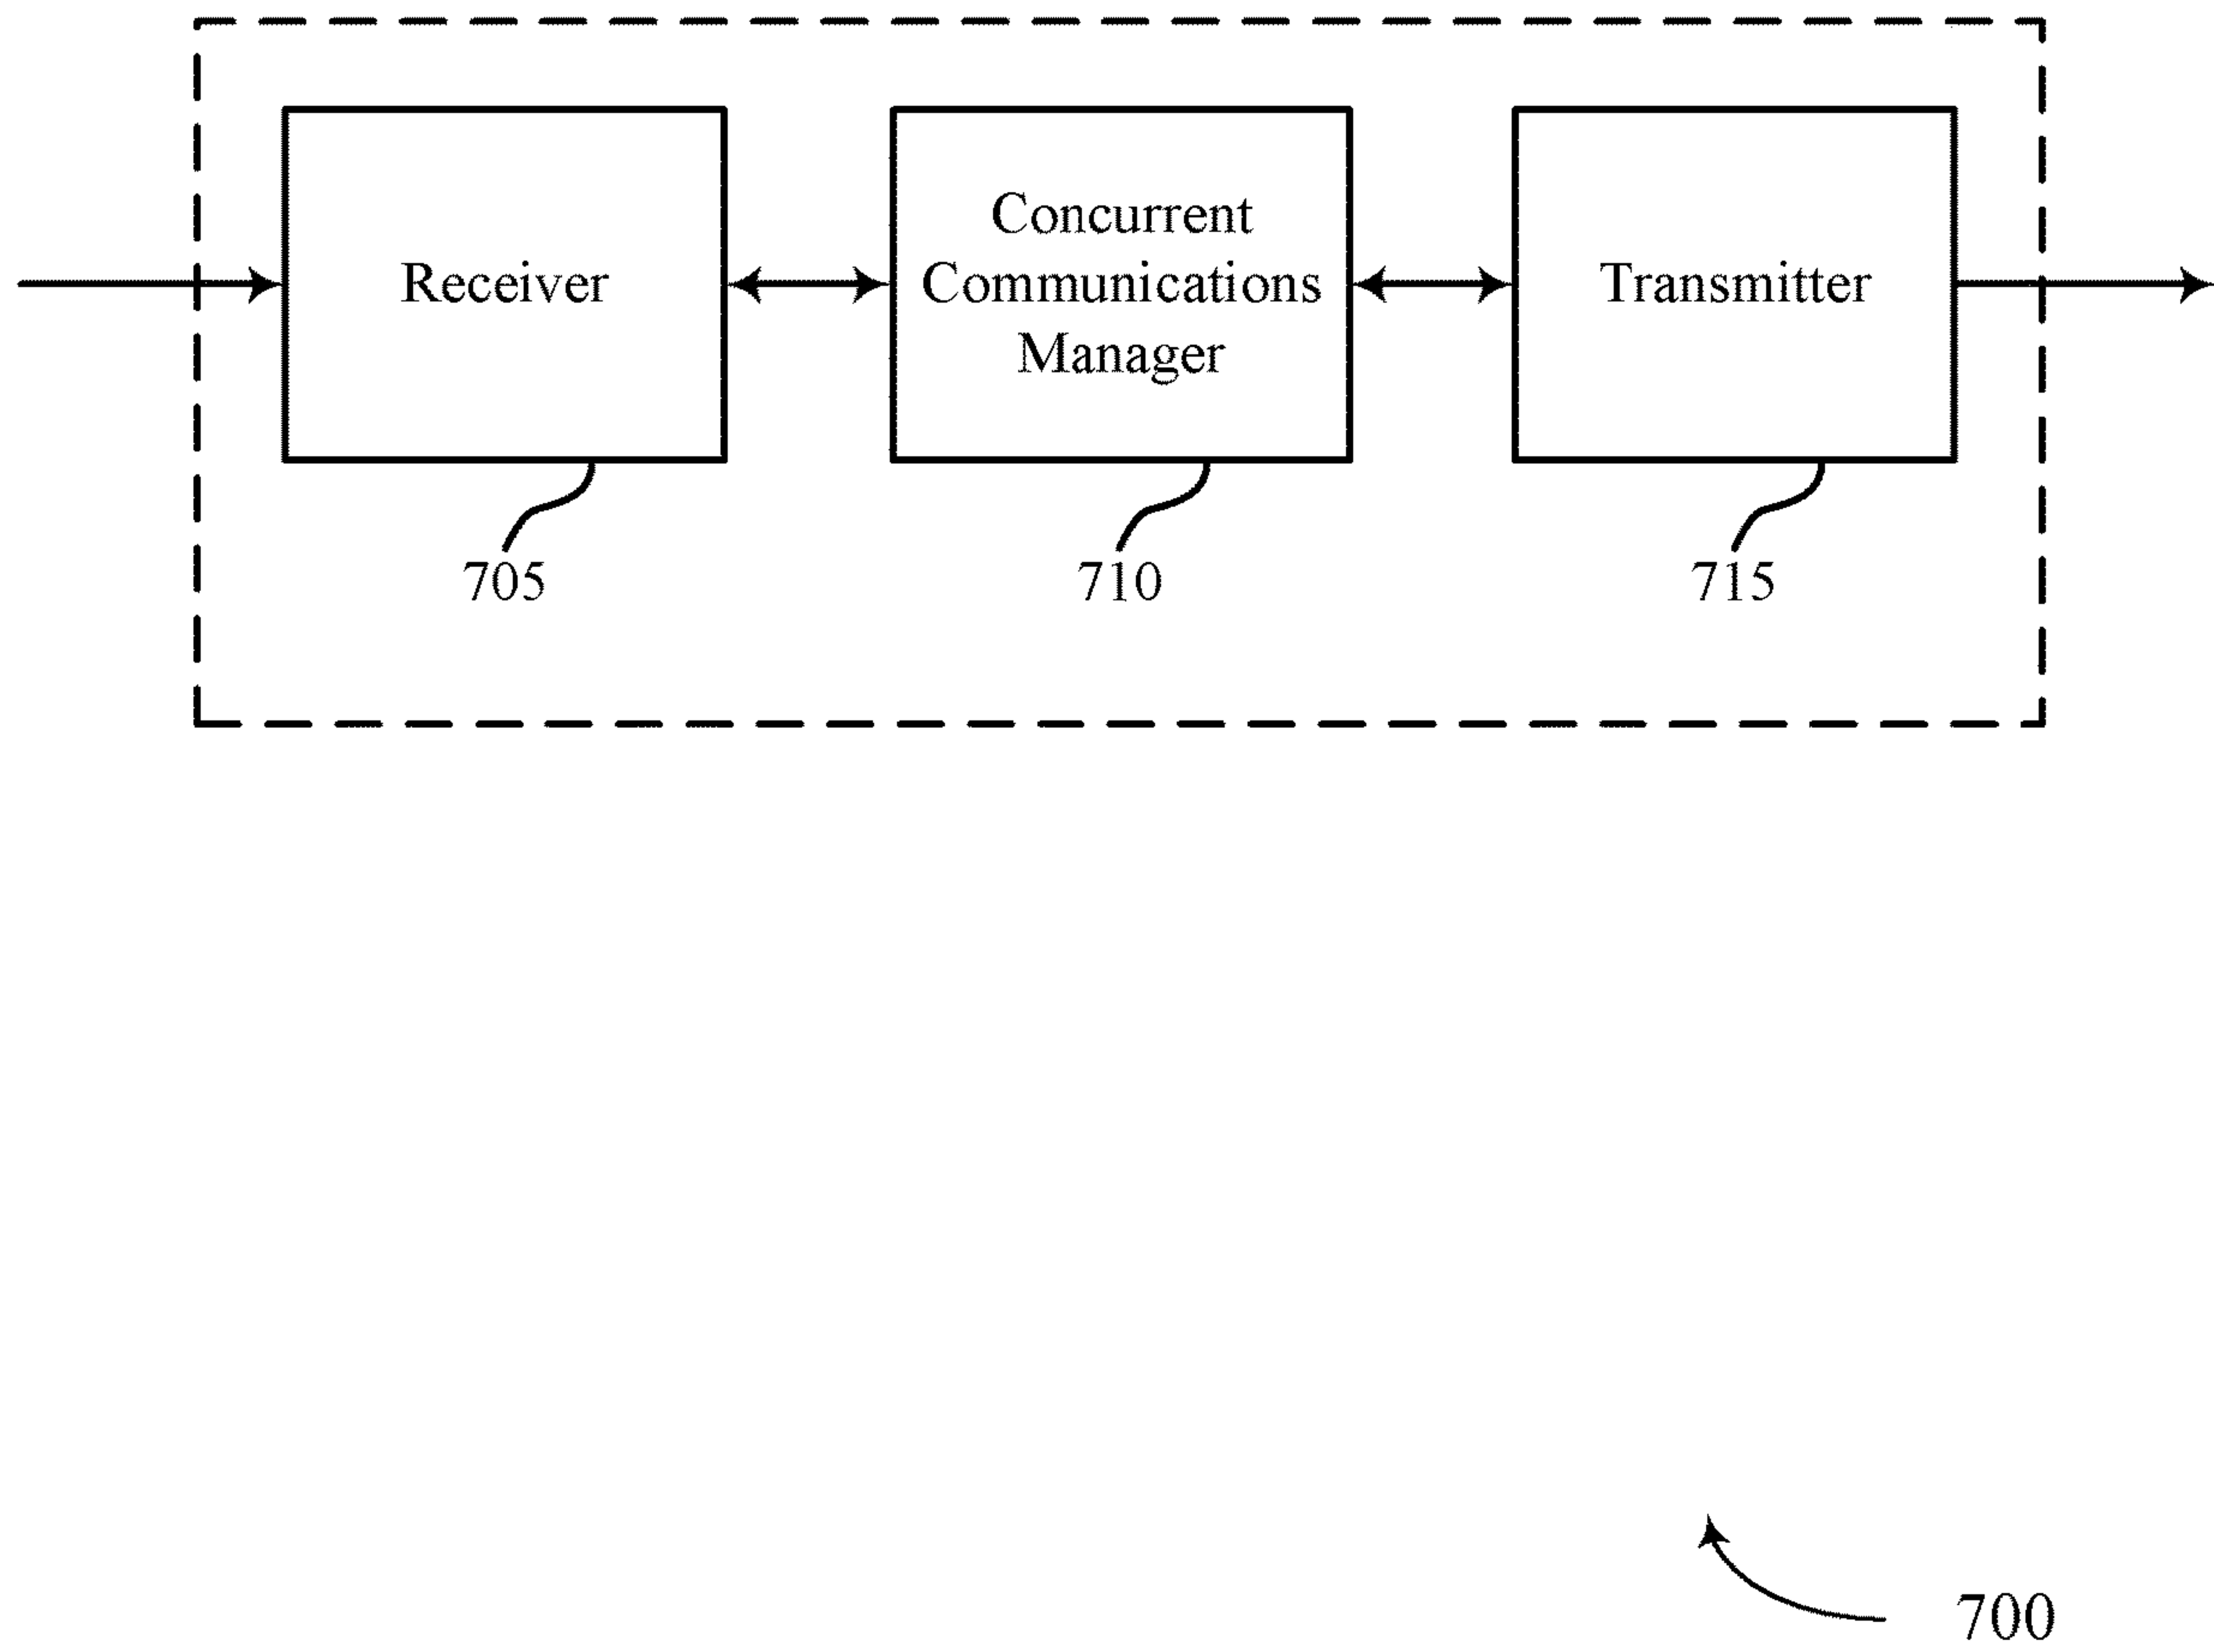 Receiver
Concurrent
Communications
Manager
Transmitter
705
710
715
700